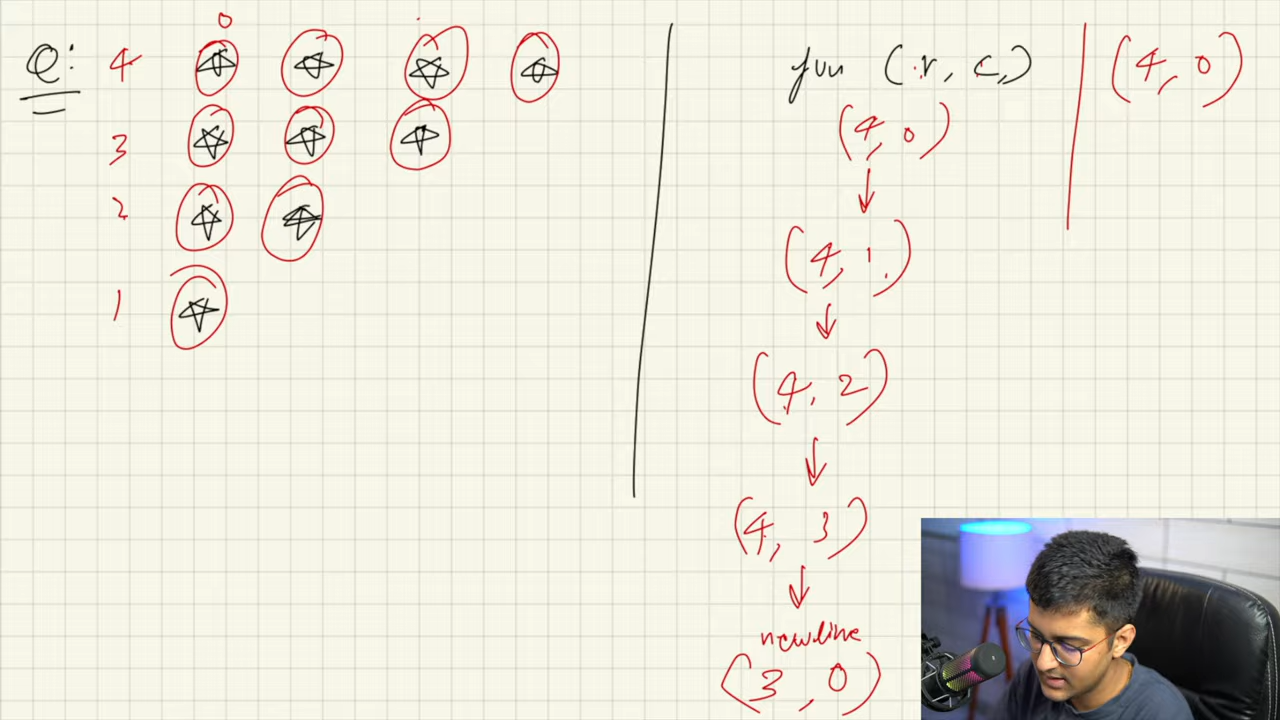 Q:
0
4 ☆ ☆ ☆ ☆
3 ☆ ☆ ☆
2 ☆ ☆
1 ☆
fun (r, c,)
(4, 0)
↓
(4, 1)
↓
(4, 2)
↓
(4, 3)
↓
newline
(3, 0)
(4, 0)